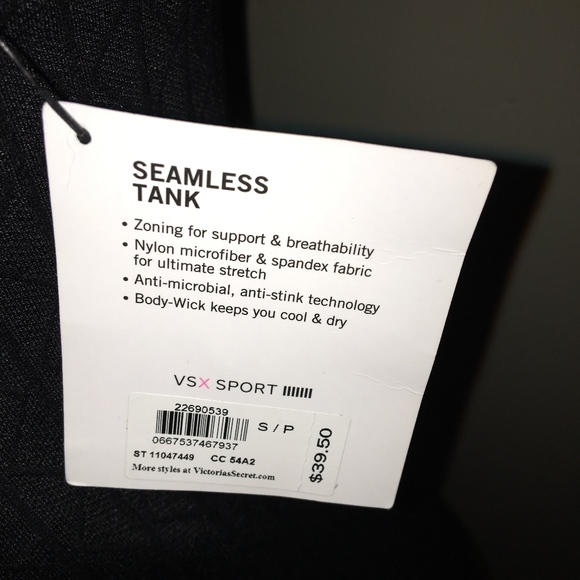 SEAMLESS
TANK
• Zoning for support & breathability
• Nylon microfiber & spandex fabric
for ultimate stretch
• Anti-microbial, anti-stink technology
• Body-Wick keeps you cool & dry
VSX SPORT
22690539
S / P
0667537467937
$39.50
ST 11047449 CC 54A2
More styles at VictoriasSecret.com